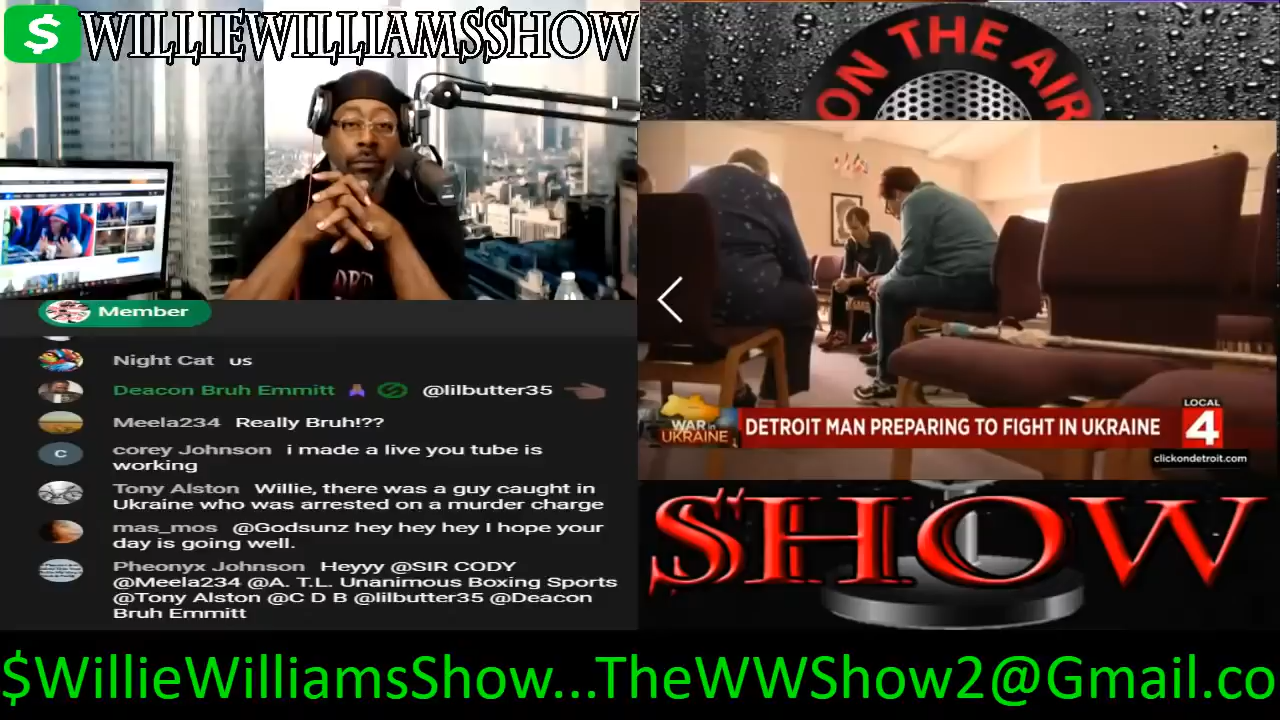 $ WILLIEWILLIAMSSHOW
ON THE AIR
Member
Night Cat us
Deacon Bruh Emmitt @lilbutter35
Meela234 Really Bruh!??
C corey Johnson i made a live you tube is
working
Tony Alston Willie, there was a guy caught in
Ukraine who was arrested on a murder charge
mas_mos @Godsunz hey hey hey I hope your
day is going well.
Pheonyx Johnson Heyyy @SIR CODY
@Meela234 @A. T.L. Unanimous Boxing Sports
@Tony Alston @C D B @lilbutter35 @Deacon
Bruh Emmitt
WAR in
UKRAINE
DETROIT MAN PREPARING TO FIGHT IN UKRAINE
LOCAL
4
clickondetroit.com
SHOW
$WillieWilliamsShow...TheWWShow2@Gmail.co